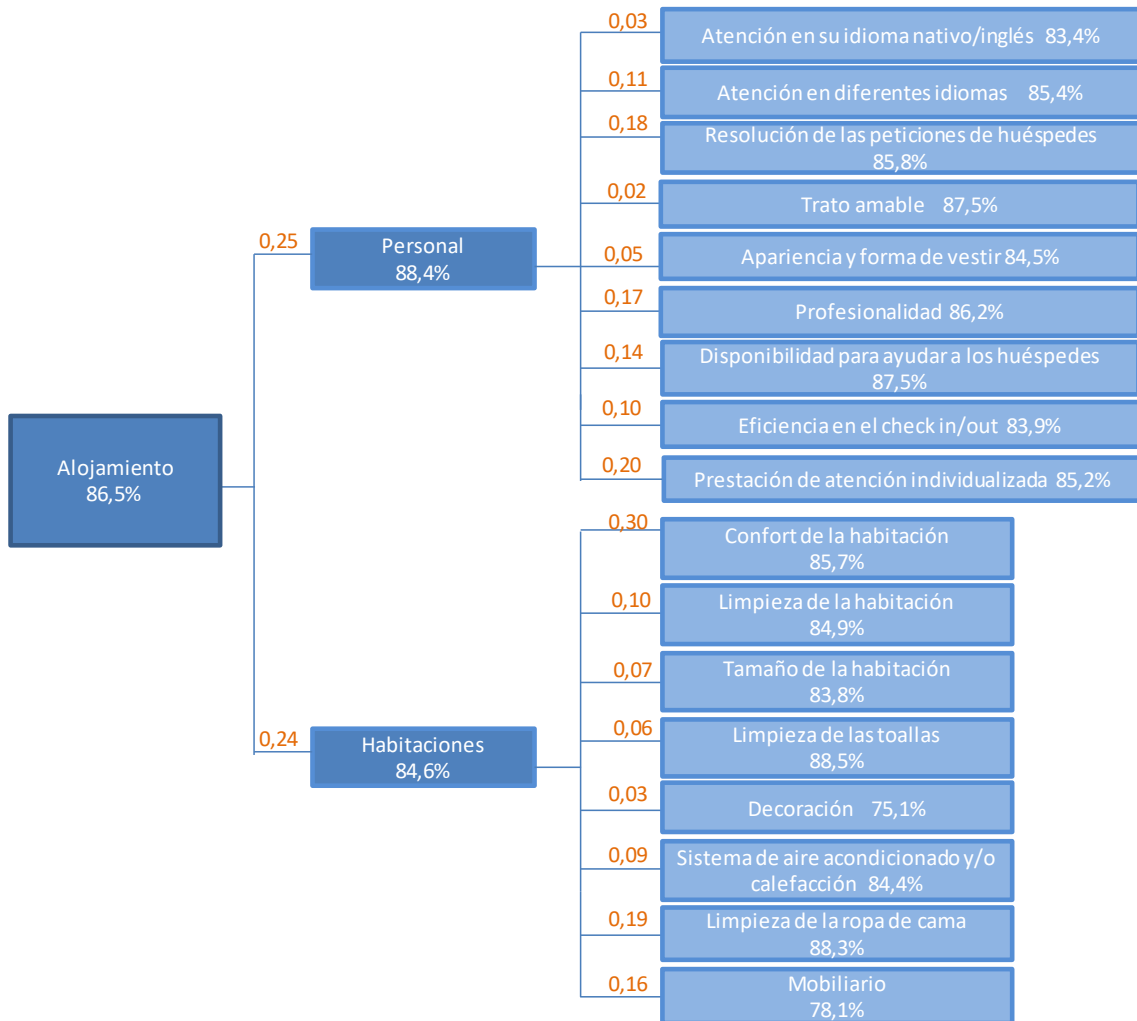 0,03
Atención en su idioma nativo/inglés 83,4%
0,11
Atención en diferentes idiomas 85,4%
0,18
Resolución de las peticiones de huéspedes
85,8%
0,02
Trato amable 87,5%
0,25
Personal
88,4%
0,05
Apariencia y forma de vestir 84,5%
0,17
Profesionalidad 86,2%
0,14
Disponibilidad para ayudar a los huéspedes
87,5%
0,10
Eficiencia en el check in/out 83,9%
0,20
Prestación de atención individualizada 85,2%
Alojamiento
86,5%
0,30
Confort de la habitación
85,7%
0,10
Limpieza de la habitación
84,9%
0,07
Tamaño de la habitación
83,8%
0,24
Habitaciones
84,6%
0,06
Limpieza de las toallas
88,5%
0,03
Decoración 75,1%
0,09
Sistema de aire acondicionado y/o
calefacción 84,4%
0,19
Limpieza de la ropa de cama
88,3%
0,16
Mobiliario
78,1%